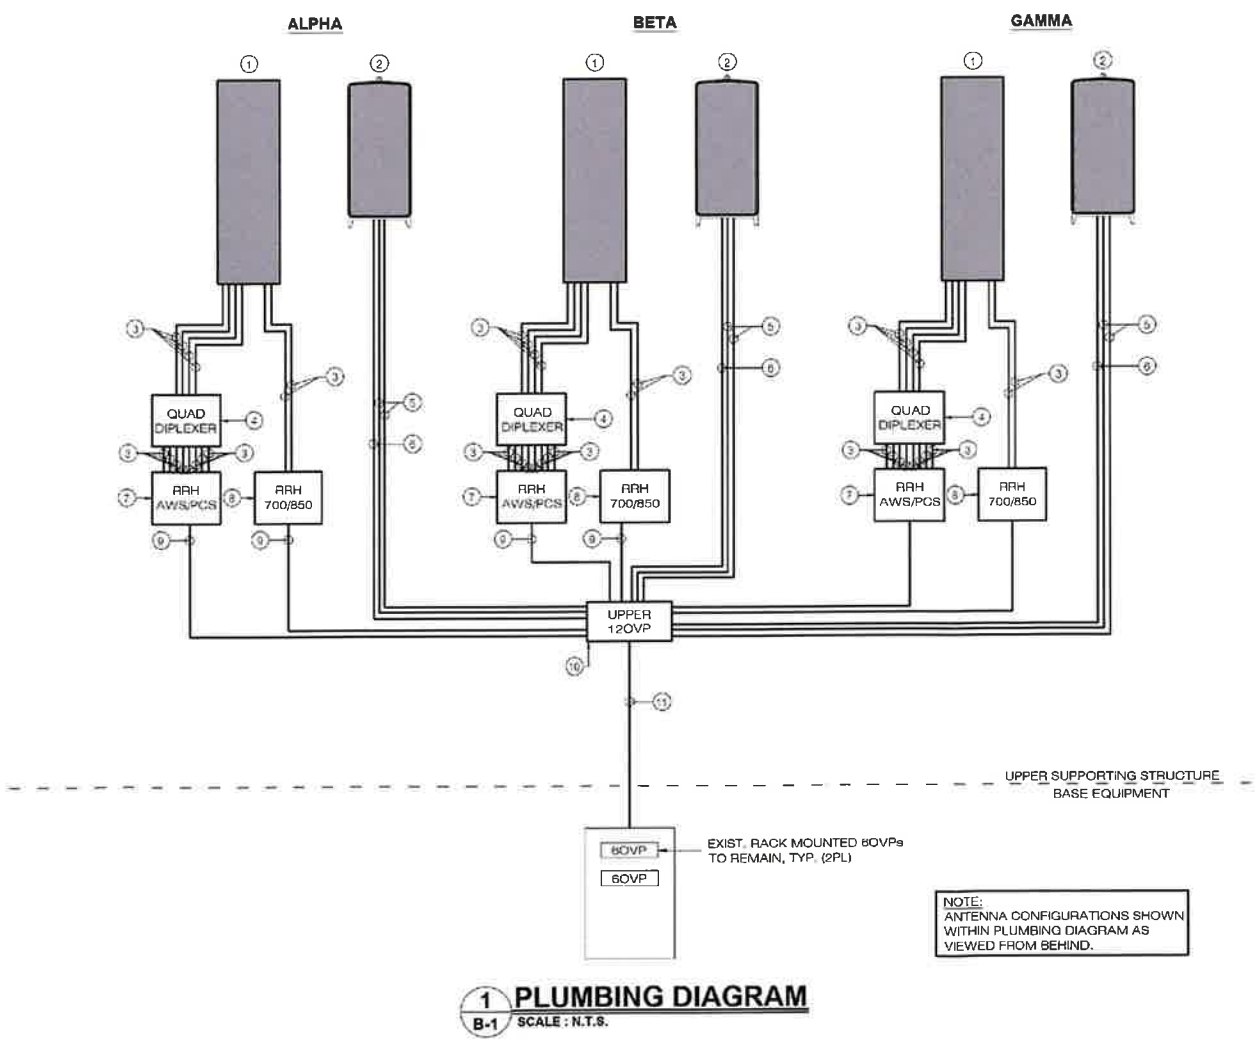 ALPHA
BETA
GAMMA
1
2
1
2
1
2
3
3
5
6
3
3
5
6
3
3
5
6
QUAD
DIPLEXER
4
QUAD
DIPLEXER
4
QUAD
DIPLEXER
4
3
3
3
3
3
3
7
RRH
AWS/PCS
8
RRH
700/850
7
RRH
AWS/PCS
8
RRH
700/850
7
RRH
AWS/PCS
8
RRH
700/850
9
9
9
9
UPPER
12OVP
10
11
UPPER SUPPORTING STRUCTURE
BASE EQUIPMENT
6OVP
6OVP
EXIST. RACK MOUNTED 6OVPs
TO REMAIN, TYP. (2PL)
NOTE:
ANTENNA CONFIGURATIONS SHOWN
WITHIN PLUMBING DIAGRAM AS
VIEWED FROM BEHIND.
1
B-1
PLUMBING DIAGRAM
SCALE : N.T.S.